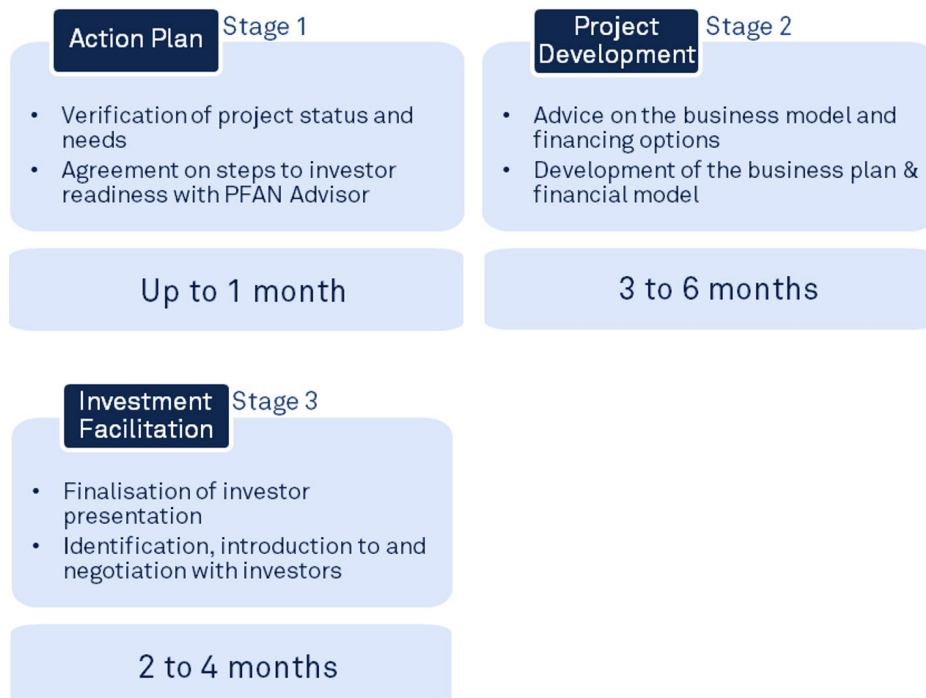 Action Plan
Stage 1
• Verification of project status and
needs
• Agreement on steps to investor
readiness with PFAN Advisor
Up to 1 month
Project
Development
Stage 2
• Advice on the business model and
financing options
• Development of the business plan &
financial model
3 to 6 months
Investment
Facilitation
Stage 3
• Finalisation of investor
presentation
• Identification, introduction to and
negotiation with investors
2 to 4 months